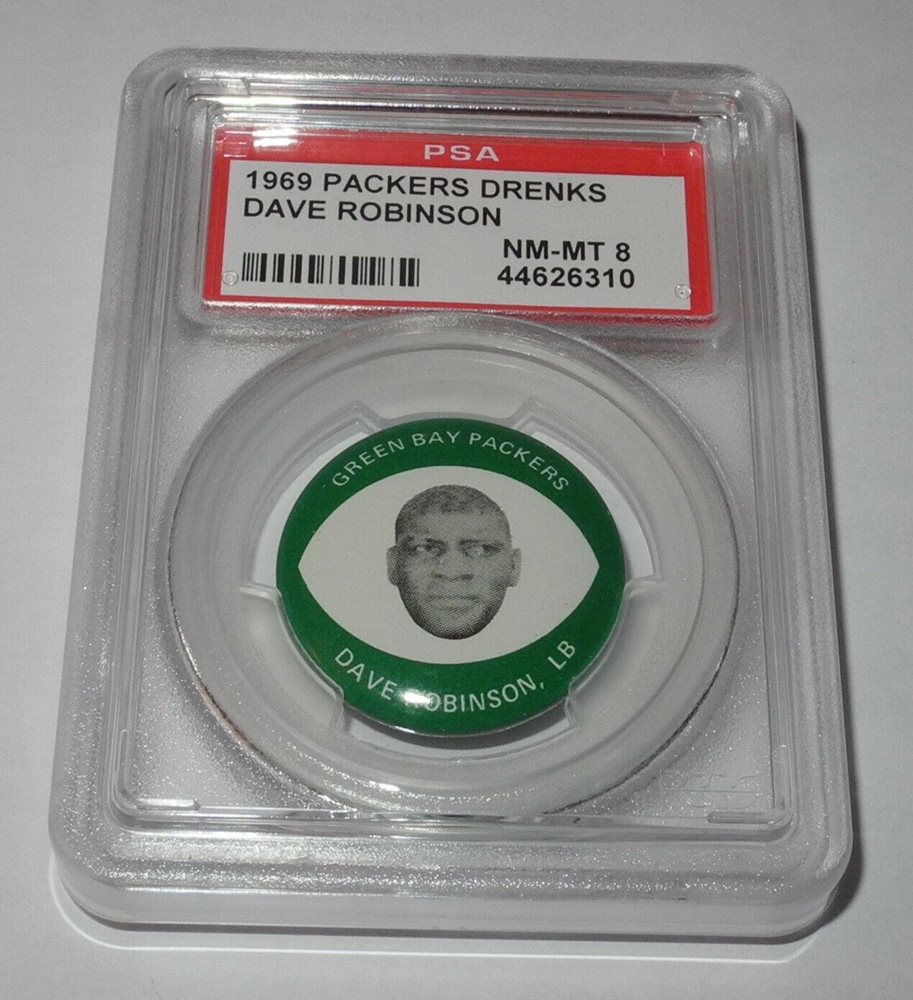 PSA
1969 PACKERS DRENKS
DAVE ROBINSON
NM-MT 8
44626310
GREEN BAY PACKERS
DAVE ROBINSON, LB